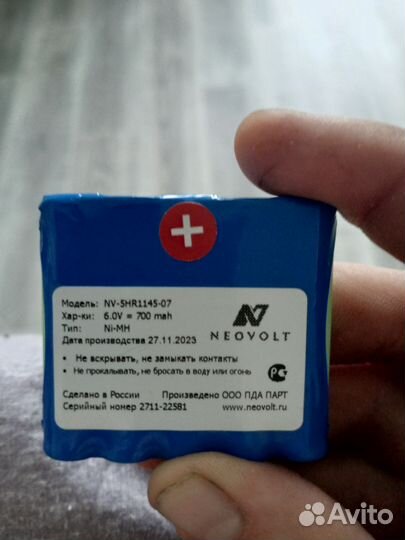 Модель: NV-5HR1145-07
Хар-ки: 6.0V = 700 mah
Тип: Ni-MH
Дата производства 27.11.2023
NEOVOLT
• Не вскрывать, не замыкать контакты
• Не прокалывать, не бросать в воду или огонь
Сделано в России Произведено ООО ПДА ПАРТ
Серийный номер 2711-22581 www.neovolt.ru
Avito